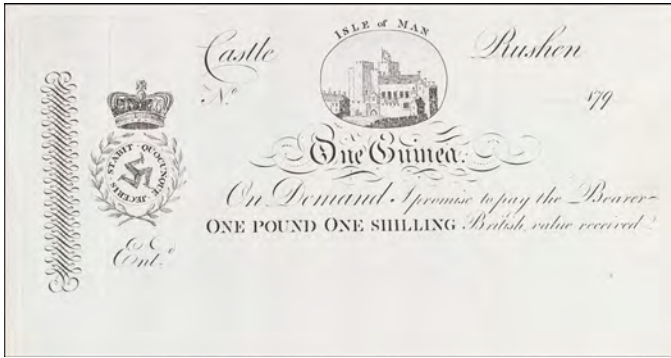 ISLE of MAN
Castle Rushen
No. 179
One Guinea.
QUOCUNQUE JECERIS STABIT
On Demand I promise to pay the Bearer
ONE POUND ONE SHILLING British, value received.
Ent.d